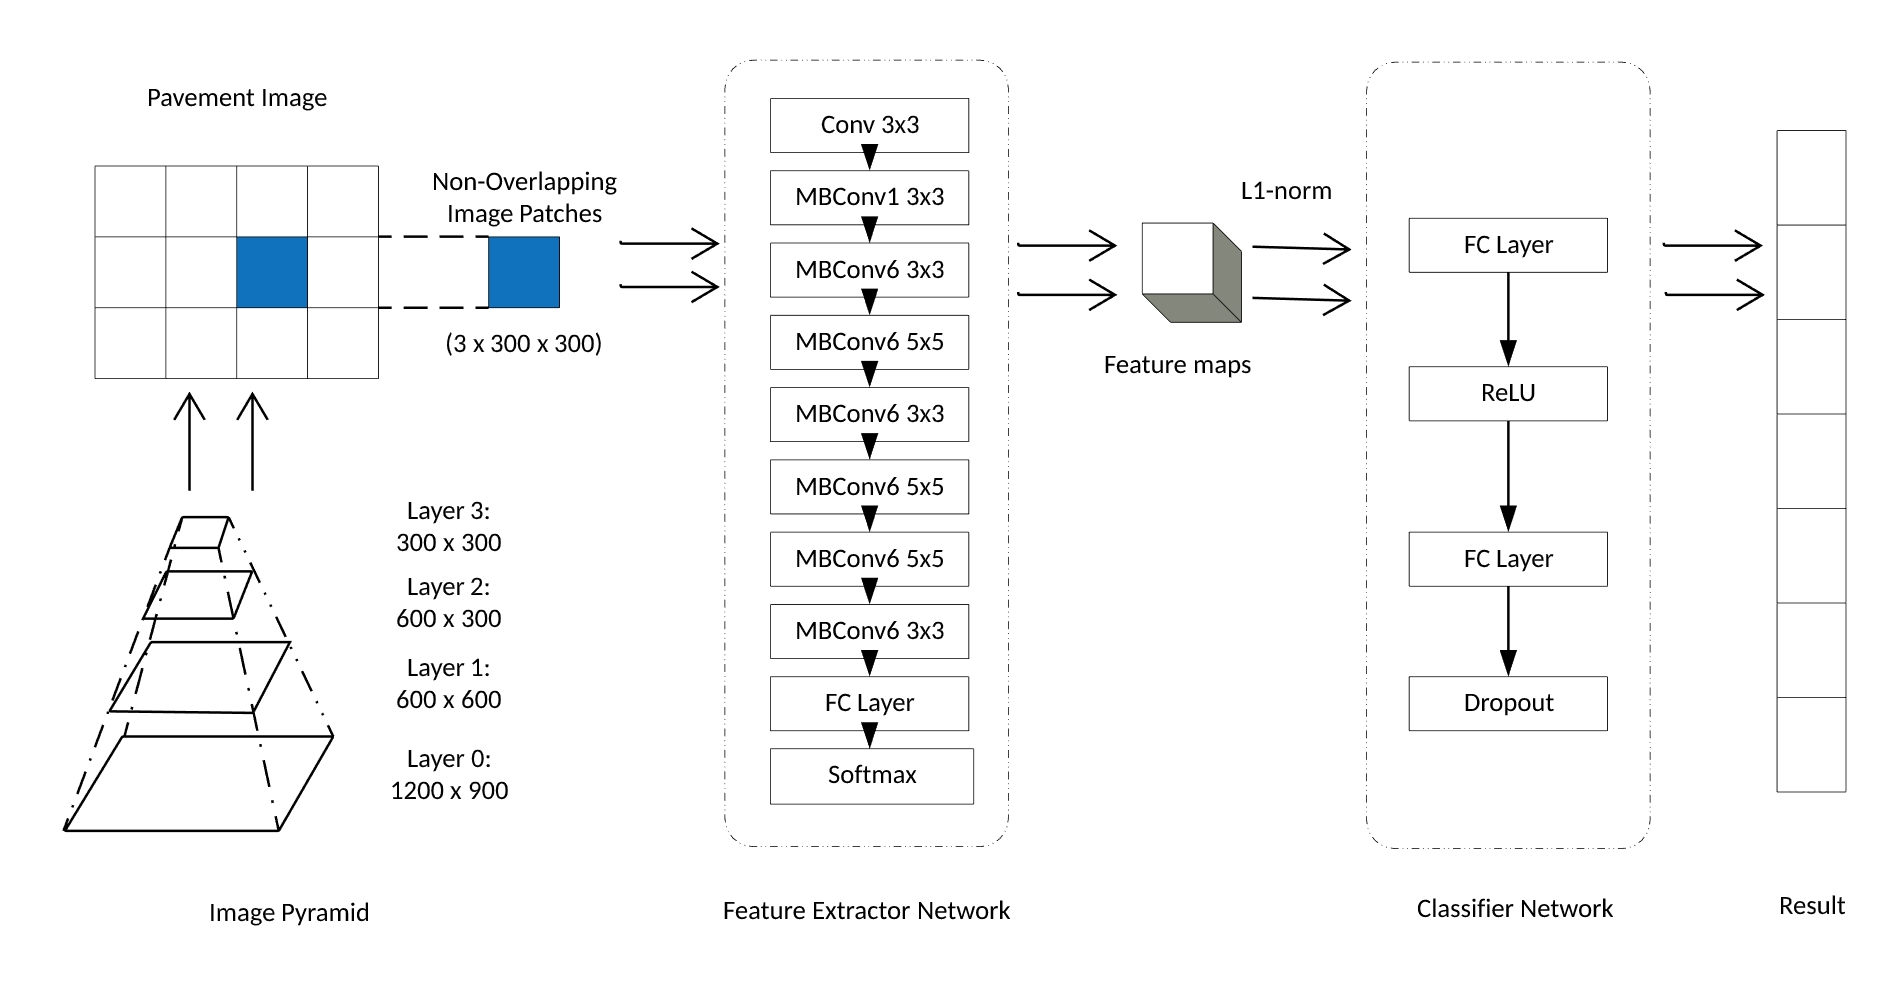 Pavement Image
Non-Overlapping
Image Patches
(3 x 300 x 300)
Layer 3:
300 x 300
Layer 2:
600 x 300
Layer 1:
600 x 600
Layer 0:
1200 x 900
Image Pyramid
Conv 3x3
MBConv1 3x3
MBConv6 3x3
MBConv6 5x5
MBConv6 3x3
MBConv6 5x5
MBConv6 5x5
MBConv6 3x3
FC Layer
Softmax
Feature Extractor Network
Feature maps
L1-norm
FC Layer
ReLU
FC Layer
Dropout
Classifier Network
Result